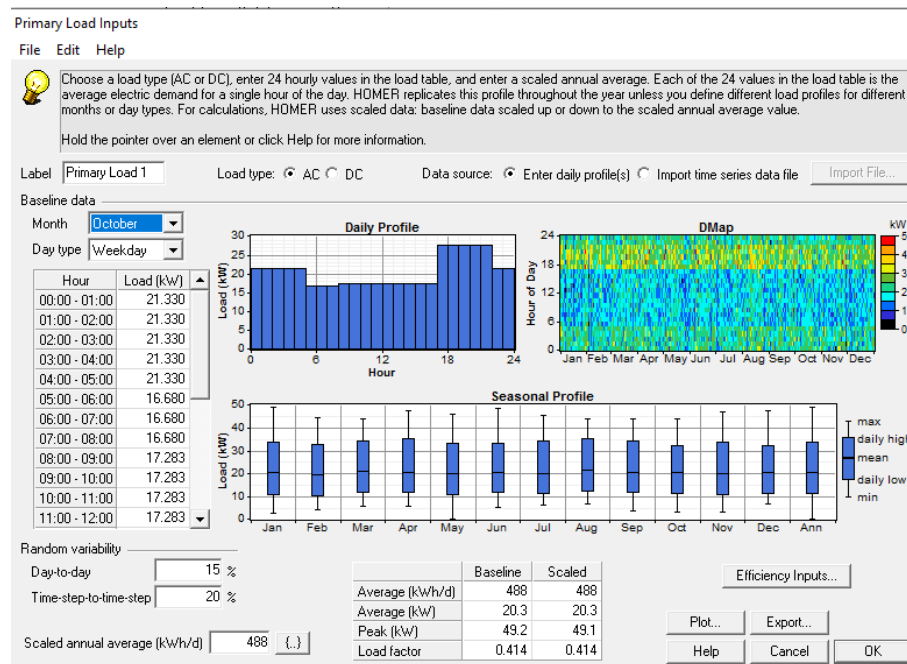 Primary Load Inputs
File Edit Help
Choose a load type (AC or DC), enter 24 hourly values in the load table, and enter a scaled annual average. Each of the 24 values in the load table is the
average electric demand for a single hour of the day. HOMER replicates this profile throughout the year unless you define different load profiles for different
months or day types. For calculations, HOMER uses scaled data: baseline data scaled up or down to the scaled annual average value.
Hold the pointer over an element or click Help for more information.
Label Primary Load 1 Load type: AC DC Data source: Enter daily profile(s) Import time series data file Import File...
Baseline data
Month October
Day type Weekday
Hour Load (kW)
00:00 - 01:00 21.330
01:00 - 02:00 21.330
02:00 - 03:00 21.330
03:00 - 04:00 21.330
04:00 - 05:00 21.330
05:00 - 06:00 16.680
06:00 - 07:00 16.680
07:00 - 08:00 16.680
08:00 - 09:00 17.283
09:00 - 10:00 17.283
10:00 - 11:00 17.283
11:00 - 12:00 17.283
Daily Profile
Load (kW)
30
25
20
15
10
5
0
0 6 12 18 24
Hour
DMap
Hour of Day
24
18
12
6
0
Jan Feb Mar Apr May Jun Jul Aug Sep Oct Nov Dec
kW
5
4
3
2
1
0
Seasonal Profile
Load (kW)
50
40
30
20
10
0
Jan Feb Mar Apr May Jun Jul Aug Sep Oct Nov Dec Ann
max
daily high
mean
daily low
min
Random variability
Day-to-day 15 %
Time-step-to-time-step 20 %
Scaled annual average (kWh/d) 488 {..}
Baseline Scaled
Average (kWh/d) 488 488
Average (kW) 20.3 20.3
Peak (kW) 49.2 49.1
Load factor 0.414 0.414
Efficiency Inputs...
Plot... Export...
Help Cancel OK